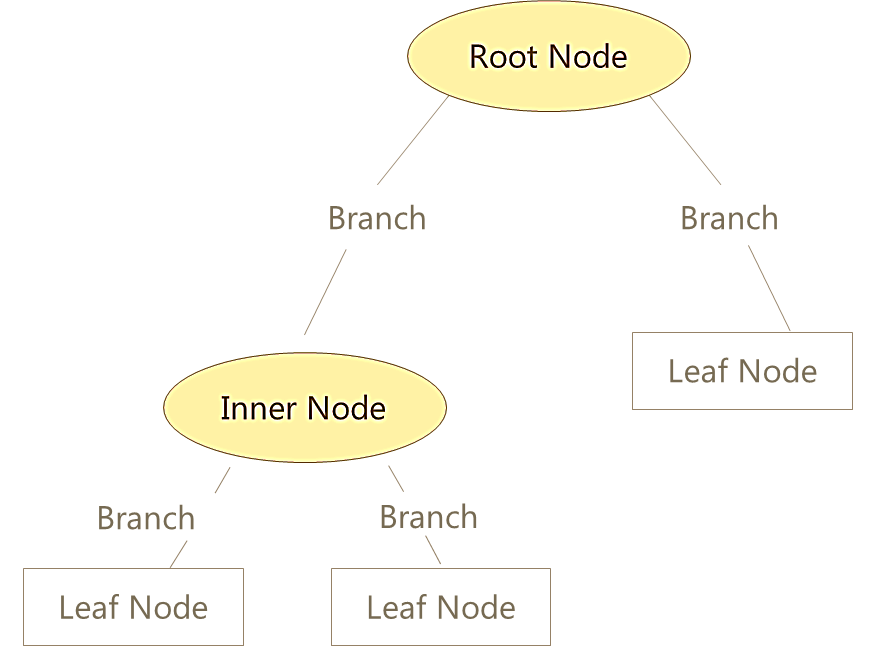 Root Node
Branch
Branch
Leaf Node
Inner Node
Branch
Branch
Leaf Node
Leaf Node